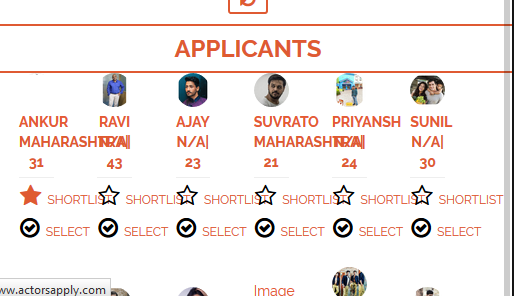 APPLICANTS
ANKUR RAVI AJAY SUVRATO PRIYANSH SUNIL
MAHARASHTRA| N/A| N/A| MAHARASHTRA| N/A| N/A|
31 43 23 21 24 30
SHORTLIST SHORTLIST SHORTLIST SHORTLIST SHORTLIST SHORTLIST
SELECT SELECT SELECT SELECT SELECT SELECT
Image
www.actorsapply.com